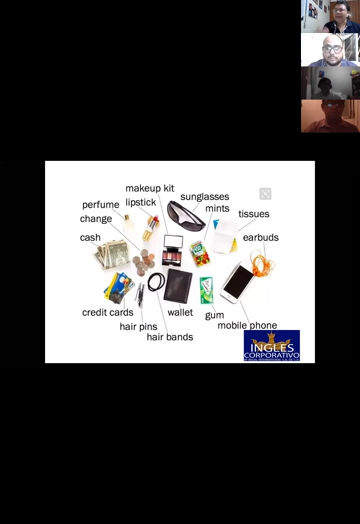 makeup kit
sunglasses
perfume
lipstick
mints
change
tissues
cash
earbuds
credit cards
wallet
gum
hair pins
mobile phone
hair bands
INGLES
CORPORATIVO